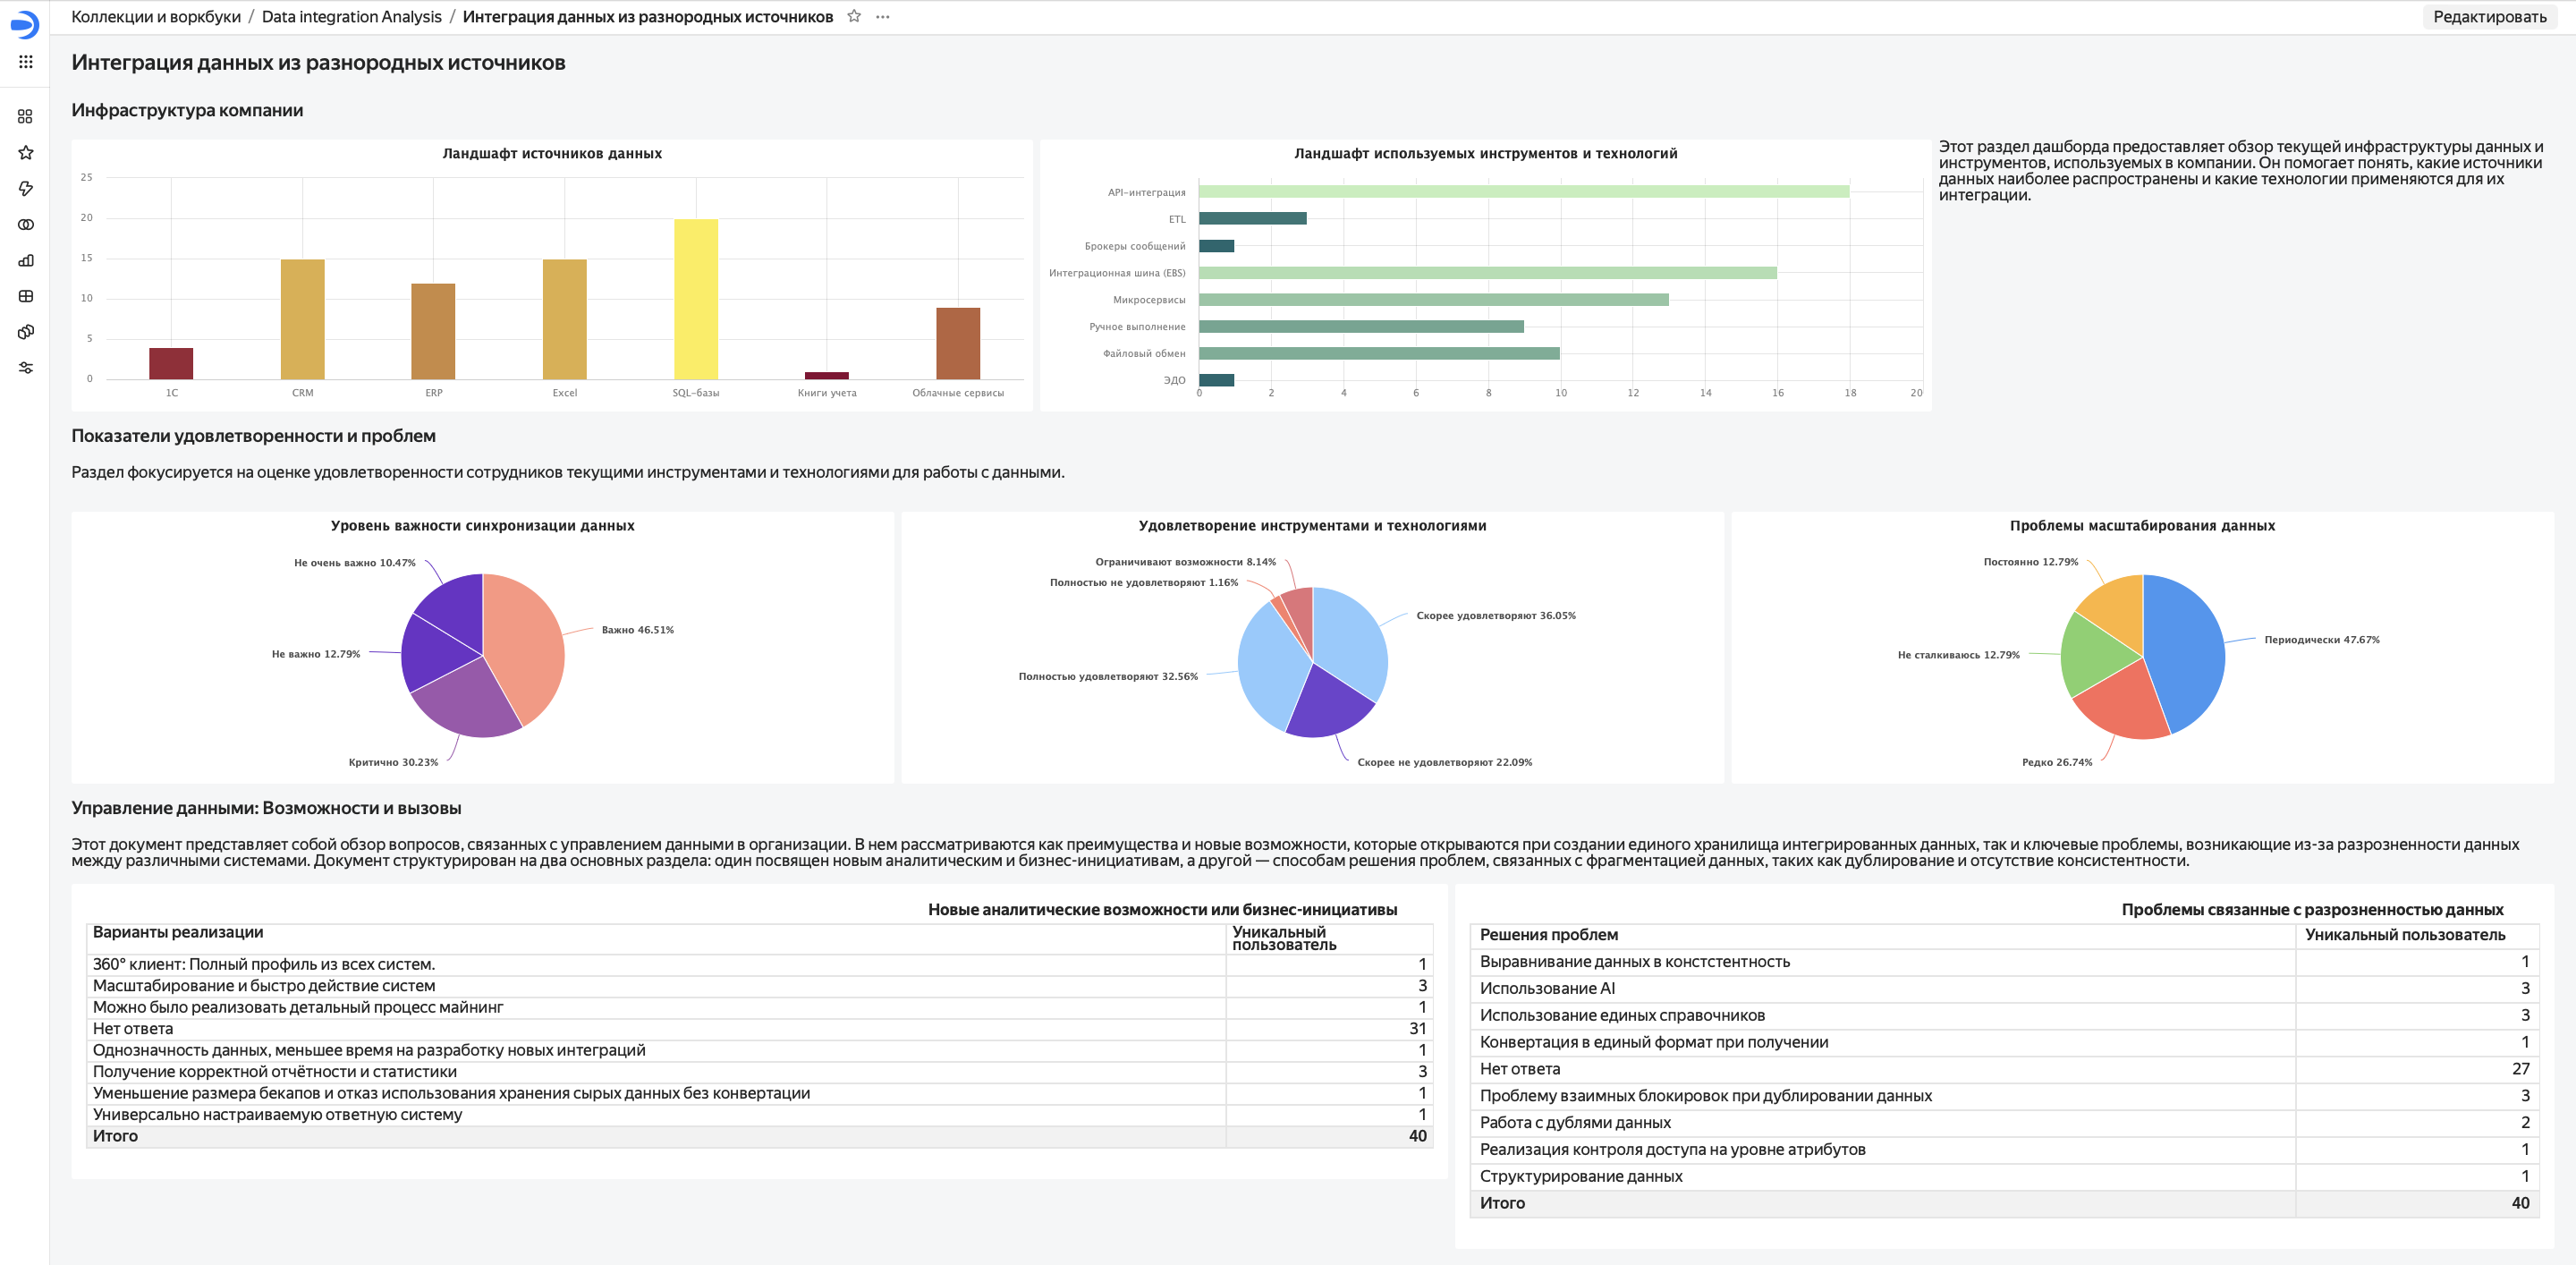 Коллекции и воркбуки / Data integration Analysis / Интеграция данных из разнородных источников
Редактировать
Интеграция данных из разнородных источников
Инфраструктура компании
Ландшафт источников данных
25
20
15
10
5
0
1С
CRM
ERP
Excel
SQL-базы
Книги учета
Облачные сервисы
Ландшафт используемых инструментов и технологий
API-интеграция
ETL
Брокеры сообщений
Интеграционная шина (EBS)
Микросервисы
Ручное выполнение
Файловый обмен
ЭДО
0 2 4 6 8 10 12 14 16 18 20
Этот раздел дашборда предоставляет обзор текущей инфраструктуры данных и
инструментов, используемых в компании. Он помогает понять, какие источники
данных наиболее распространены и какие технологии применяются для их
интеграции.
Показатели удовлетворенности и проблем
Раздел фокусируется на оценке удовлетворенности сотрудников текущими инструментами и технологиями для работы с данными.
Уровень важности синхронизации данных
Не очень важно 10.47%
Важно 46.51%
Не важно 12.79%
Критично 30.23%
Удовлетворение инструментами и технологиями
Ограничивают возможности 8.14%
Полностью не удовлетворяют 1.16%
Скорее удовлетворяют 36.05%
Полностью удовлетворяют 32.56%
Скорее не удовлетворяют 22.09%
Проблемы масштабирования данных
Постоянно 12.79%
Периодически 47.67%
Не сталкиваюсь 12.79%
Редко 26.74%
Управление данными: Возможности и вызовы
Этот документ представляет собой обзор вопросов, связанных с управлением данными в организации. В нем рассматриваются как преимущества и новые возможности, которые открываются при создании единого хранилища интегрированных данных, так и ключевые проблемы, возникающие из-за разрозненности данных
между различными системами. Документ структурирован на два основных раздела: один посвящен новым аналитическим и бизнес-инициативам, а другой — способам решения проблем, связанных с фрагментацией данных, таких как дублирование и отсутствие консистентности.
Новые аналитические возможности или бизнес-инициативы
Варианты реализации
Уникальный
пользователь
360° клиент: Полный профиль из всех систем. 1
Масштабирование и быстро действие систем 3
Можно было реализовать детальный процесс майнинг 1
Нет ответа 31
Однозначность данных, меньшее время на разработку новых интеграций 1
Получение корректной отчётности и статистики 3
Уменьшение размера бекапов и отказ использования хранения сырых данных без конвертации 1
Универсально настраиваемую ответную систему 1
Итого 40
Проблемы связанные с разрозненностью данных
Решения проблем Уникальный пользователь
Выравнивание данных в констстентность 1
Использование AI 3
Использование единых справочников 3
Конвертация в единый формат при получении 1
Нет ответа 27
Проблему взаимных блокировок при дублировании данных 3
Работа с дублями данных 2
Реализация контроля доступа на уровне атрибутов 1
Структурирование данных 1
Итого 40